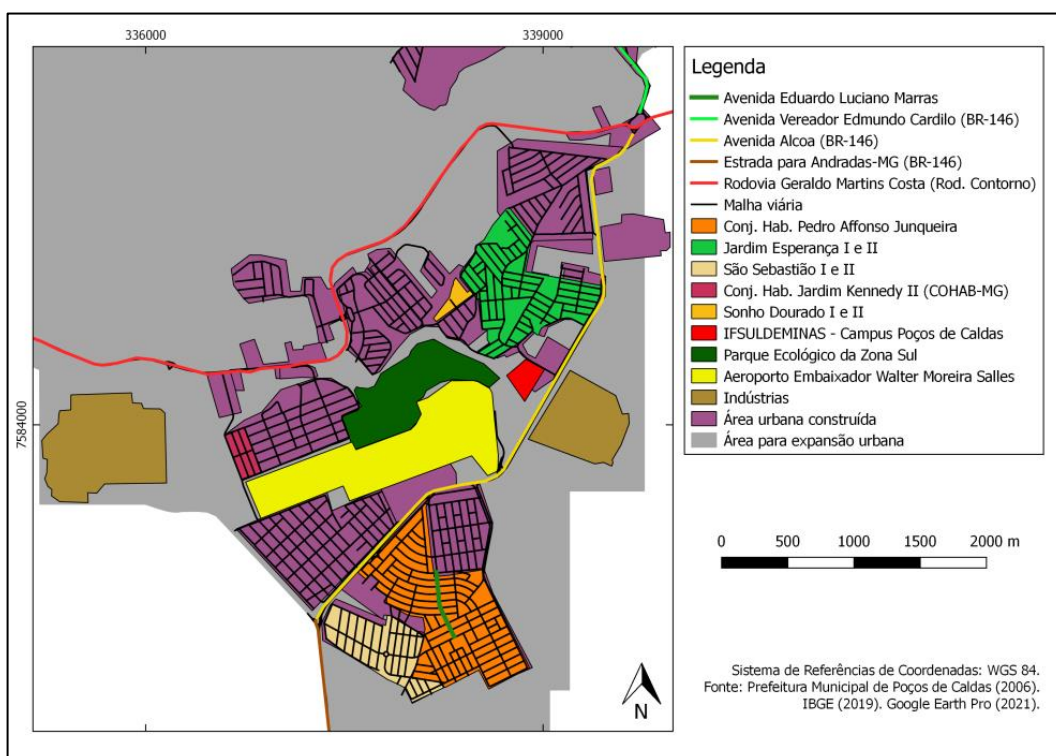 336000
339000
7584000
Legenda
Avenida Eduardo Luciano Marras
Avenida Vereador Edmundo Cardilo (BR-146)
Avenida Alcoa (BR-146)
Estrada para Andradas-MG (BR-146)
Rodovia Geraldo Martins Costa (Rod. Contorno)
Malha viária
Conj. Hab. Pedro Affonso Junqueira
Jardim Esperança I e II
São Sebastião I e II
Conj. Hab. Jardim Kennedy II (COHAB-MG)
Sonho Dourado I e II
IFSULDEMINAS - Campus Poços de Caldas
Parque Ecológico da Zona Sul
Aeroporto Embaixador Walter Moreira Salles
Indústrias
Área urbana construída
Área para expansão urbana
0 500 1000 1500 2000 m
N
Sistema de Referências de Coordenadas: WGS 84.
Fonte: Prefeitura Municipal de Poços de Caldas (2006).
IBGE (2019). Google Earth Pro (2021).